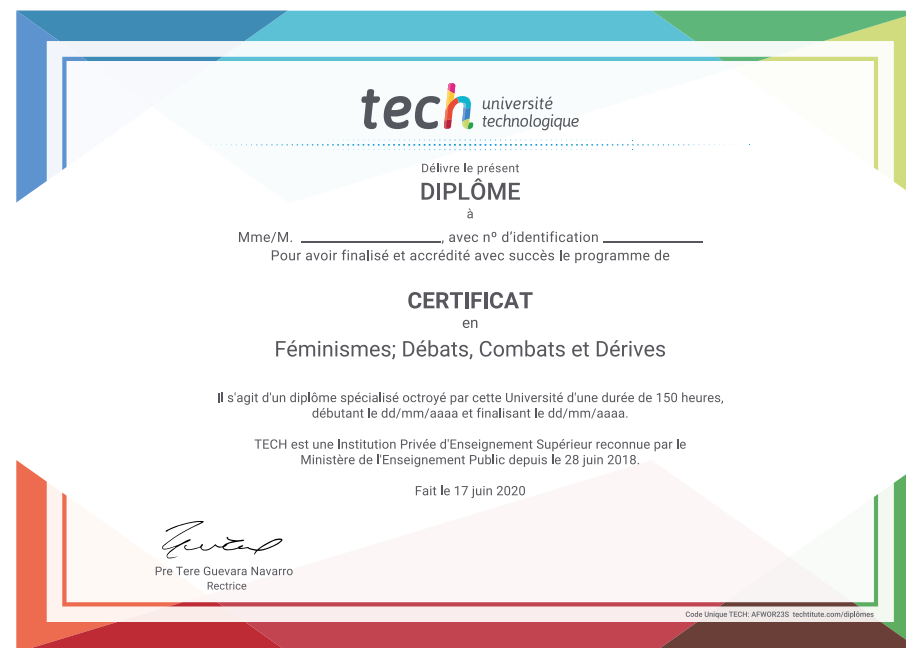 tech université
technologique
Délivre le présent
DIPLÔME
à
Mme/M. ____________________, avec nº d'identification ______________
Pour avoir finalisé et accrédité avec succès le programme de
CERTIFICAT
en
Féminismes; Débats, Combats et Dérives
Il s'agit d'un diplôme spécialisé octroyé par cette Université d'une durée de 150 heures,
débutant le dd/mm/aaaa et finalisant le dd/mm/aaaa.
TECH est une Institution Privée d'Enseignement Supérieur reconnue par le
Ministère de l'Enseignement Public depuis le 28 juin 2018.
Fait le 17 juin 2020
Pre Tere Guevara Navarro
Rectrice
Code Unique TECH: AFWOR23S techtitute.com/diplômes